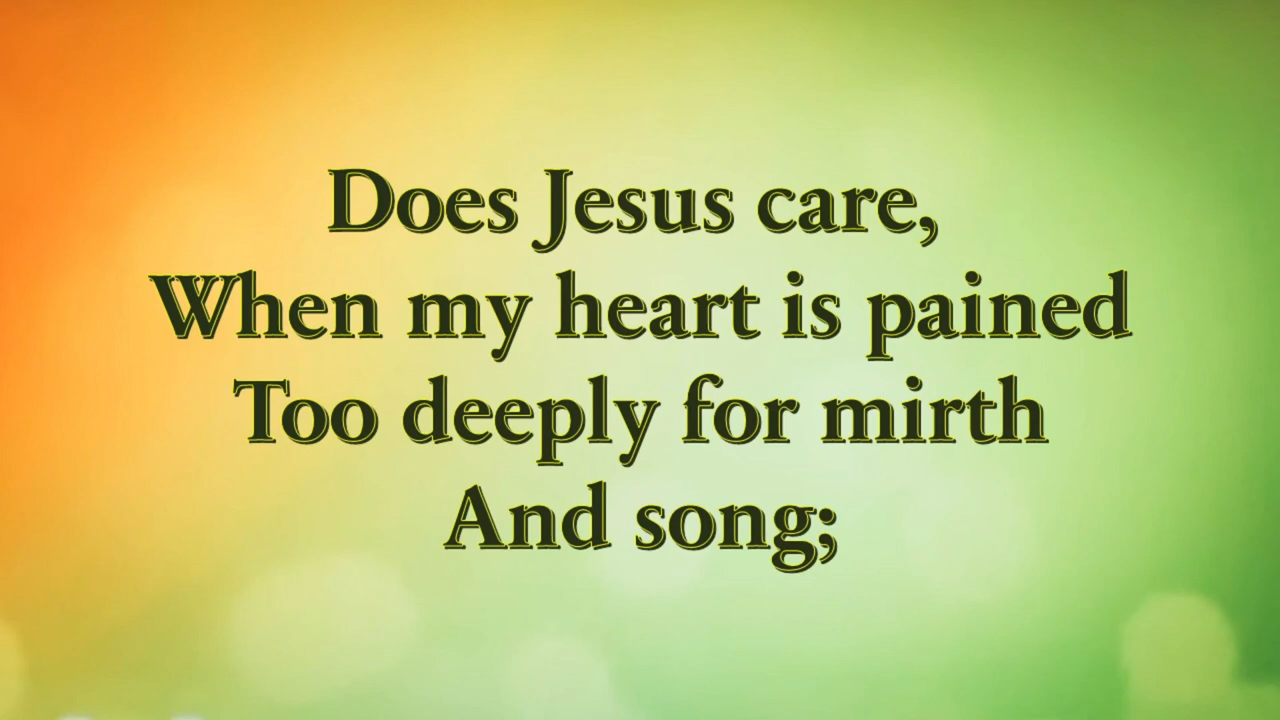 Does Jesus care,
When my heart is pained
Too deeply for mirth
And song;